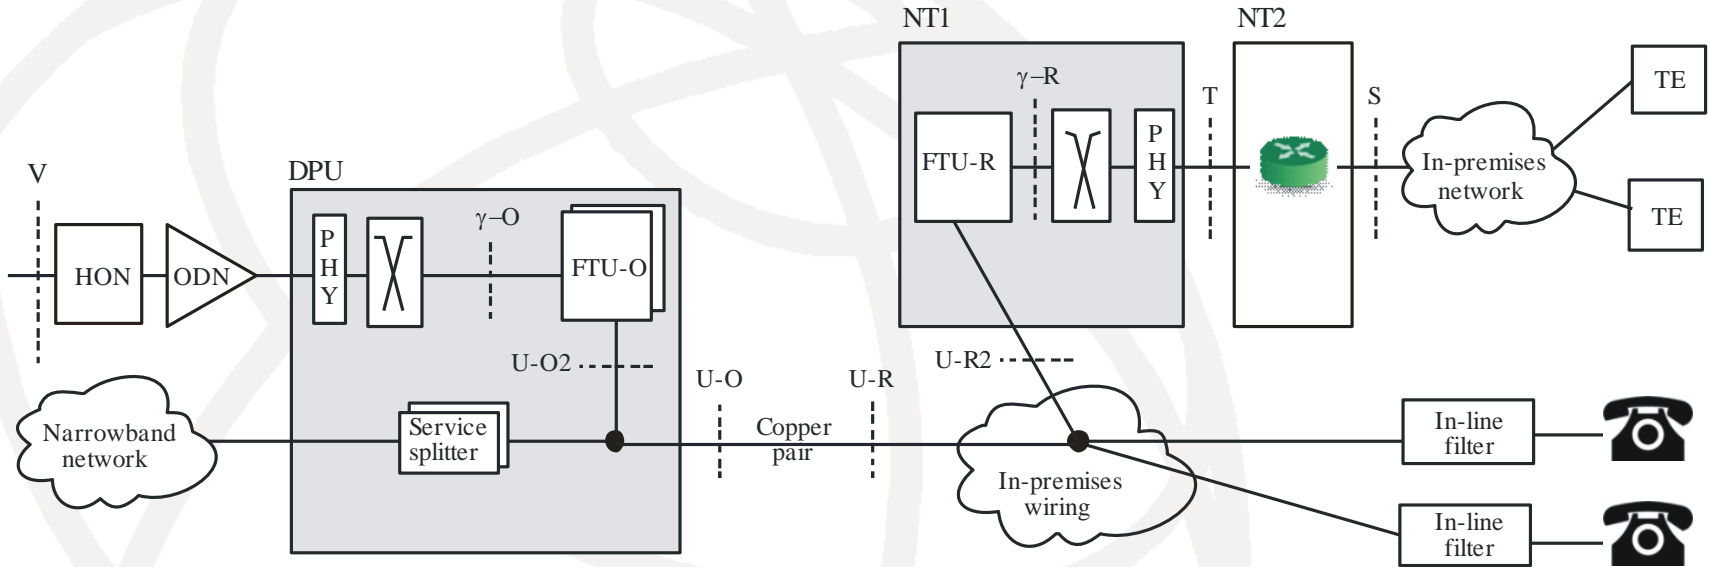 NT1
NT2
γ–R
T
S
TE
P
H
Y
FTU-R
In-premises
network
TE
V
DPU
γ–O
P
H
Y
HON
ODN
FTU-O
U-O2
U-R2
U-O
U-R
Narrowband
network
Service
splitter
Copper
pair
In-premises
wiring
In-line
filter
In-line
filter